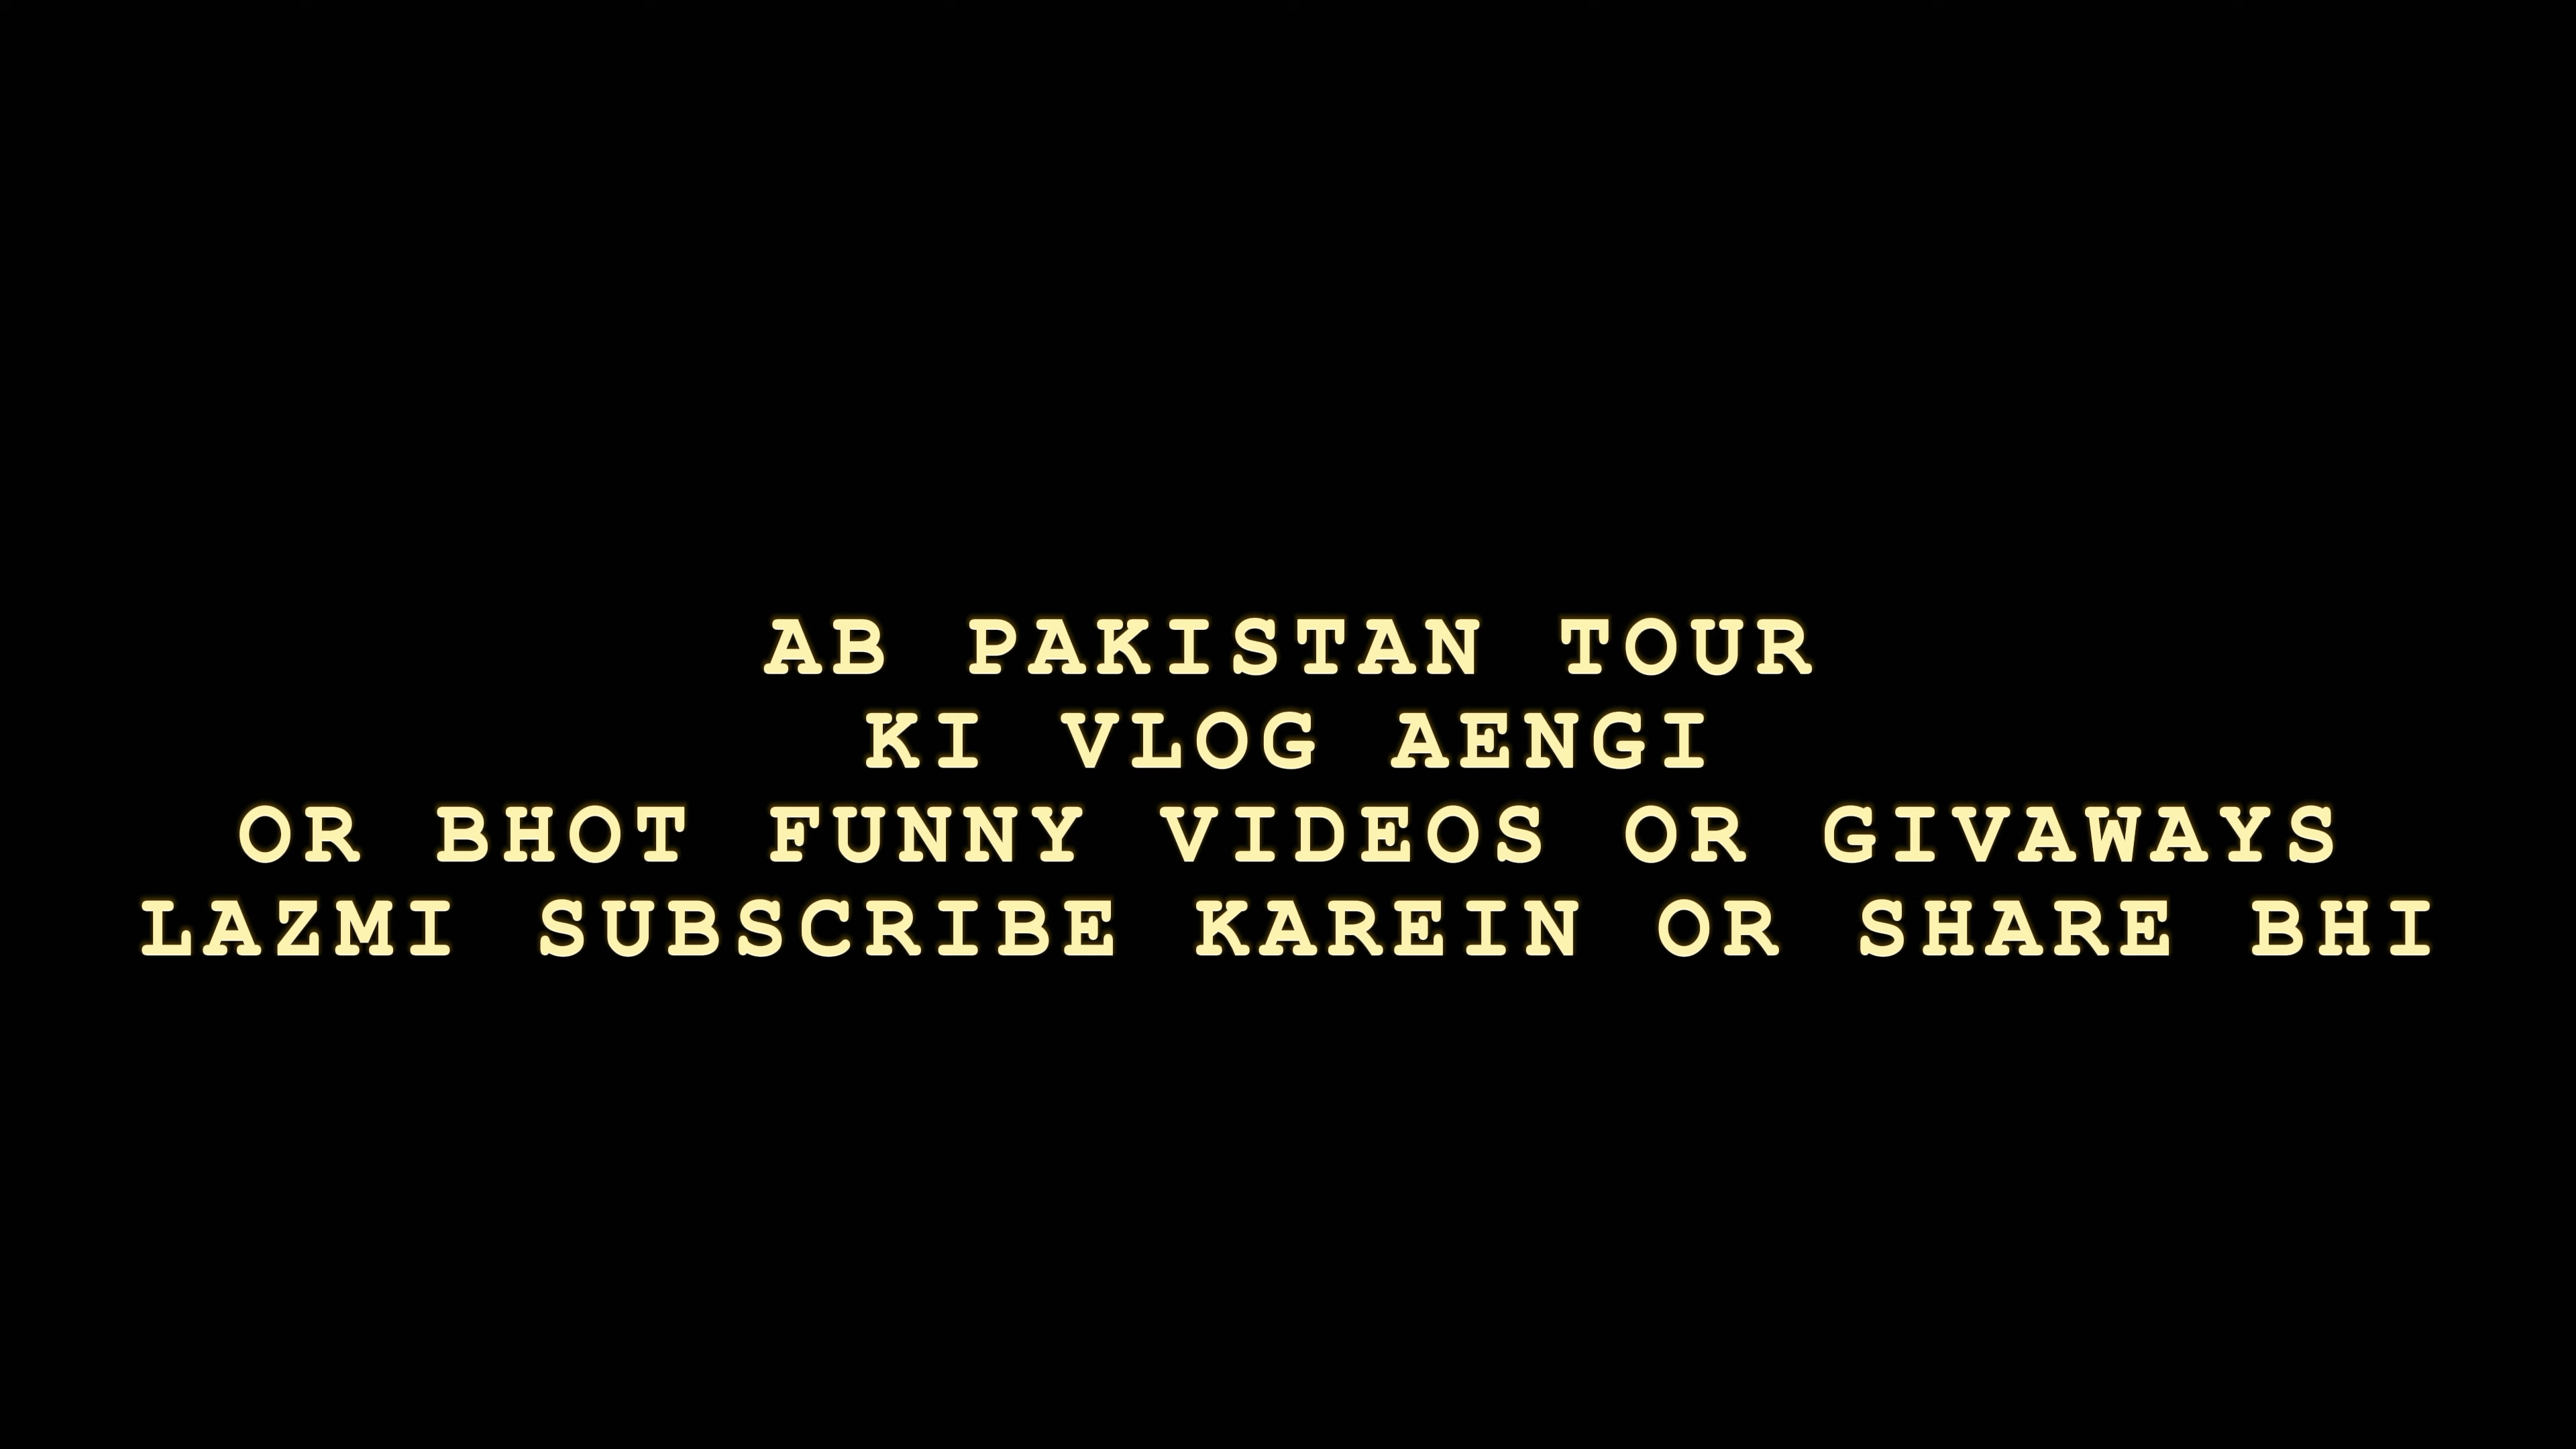 AB PAKISTAN TOUR
KI VLOG AENGI
OR BHOT FUNNY VIDEOS OR GIVAWAYS
LAZMI SUBSCRIBE KAREIN OR SHARE BHI